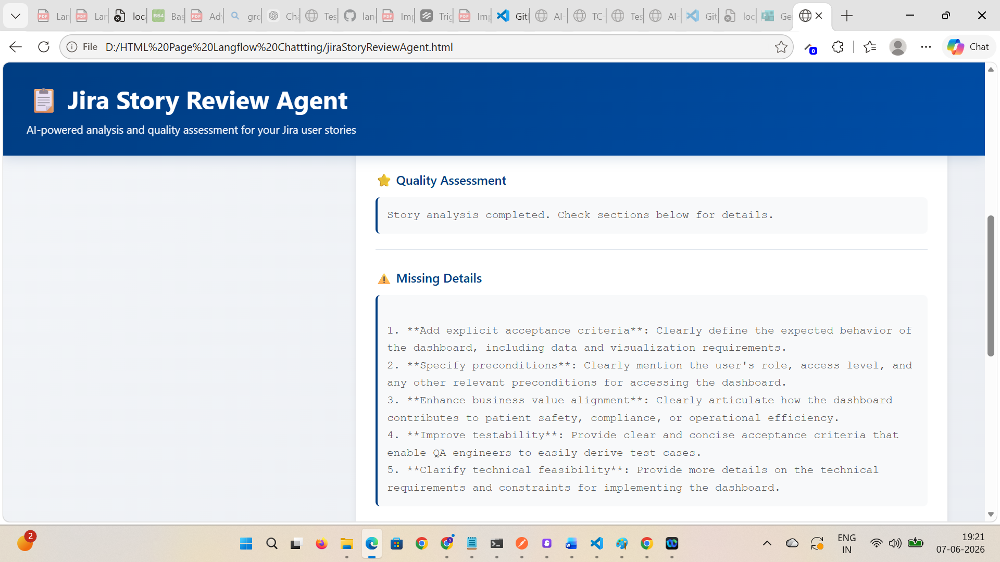 Lar
Lar
loc
B64 Bas
Adv
grc
Cha
Tes
lan
Imp
Trig
Imp
Git
AI-
TC-
Tes
AI-
Git
loc
Ge
File D:/HTML%20Page%20Langflow%20Chattting/jiraStoryReviewAgent.html
0
Chat
Jira Story Review Agent
AI-powered analysis and quality assessment for your Jira user stories
Quality Assessment
Story analysis completed. Check sections below for details.
Missing Details
1. **Add explicit acceptance criteria**: Clearly define the expected behavior of
the dashboard, including data and visualization requirements.
2. **Specify preconditions**: Clearly mention the user's role, access level, and
any other relevant preconditions for accessing the dashboard.
3. **Enhance business value alignment**: Clearly articulate how the dashboard
contributes to patient safety, compliance, or operational efficiency.
4. **Improve testability**: Provide clear and concise acceptance criteria that
enable QA engineers to easily derive test cases.
5. **Clarify technical feasibility**: Provide more details on the technical
requirements and constraints for implementing the dashboard.
2
ENG
IN
19:21
07-06-2026